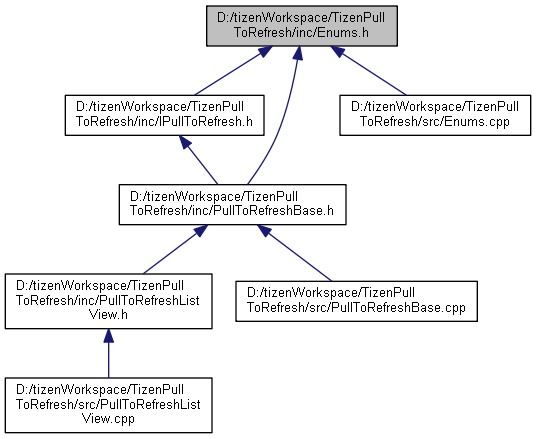 D:/tizenWorkspace/TizenPull
ToRefresh/inc/Enums.h
D:/tizenWorkspace/TizenPull
ToRefresh/inc/IPullToRefresh.h
D:/tizenWorkspace/TizenPull
ToRefresh/src/Enums.cpp
D:/tizenWorkspace/TizenPull
ToRefresh/inc/PullToRefreshBase.h
D:/tizenWorkspace/TizenPull
ToRefresh/inc/PullToRefreshList
View.h
D:/tizenWorkspace/TizenPull
ToRefresh/src/PullToRefreshBase.cpp
D:/tizenWorkspace/TizenPull
ToRefresh/src/PullToRefreshList
View.cpp